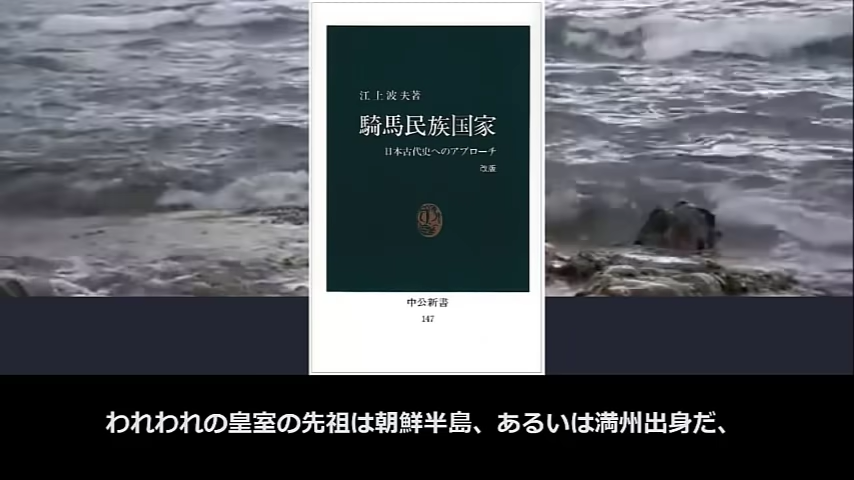 江上波夫著
騎馬民族国家
日本古代史へのアプローチ
改版
中公新書
147
われわれの皇室の先祖は朝鮮半島、あるいは満州出身だ、